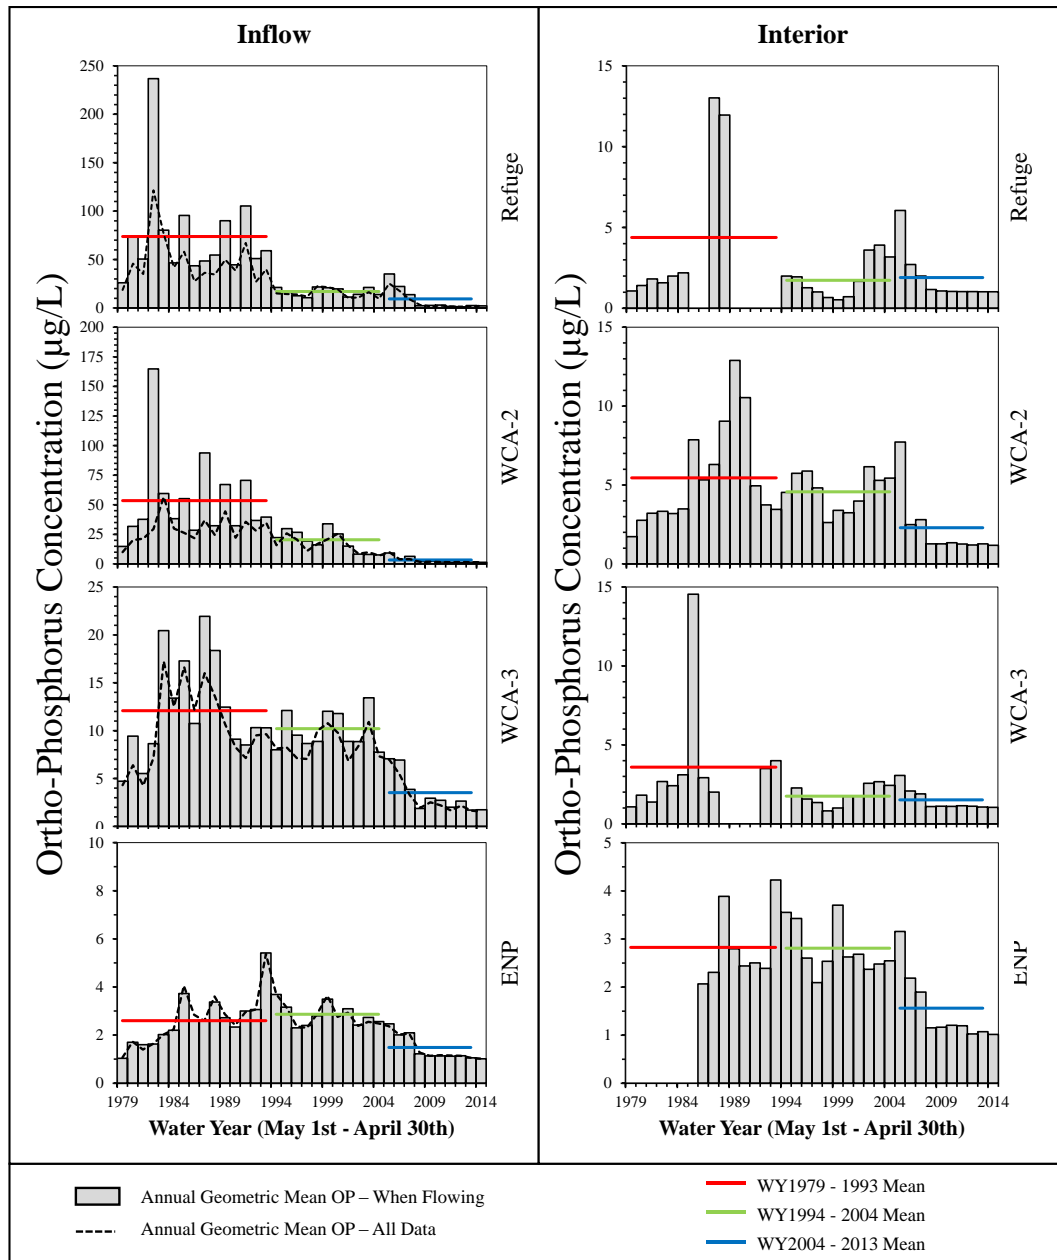 Inflow
Interior
Ortho-Phosphorus Concentration (µg/L)
250
200
150
100
50
0
Refuge
200
175
150
125
100
75
50
25
0
WCA-2
25
20
15
10
5
0
WCA-3
10
8
6
4
2
0
ENP
1979 1984 1989 1994 1999 2004 2009 2014
Water Year (May 1st - April 30th)
Ortho-Phosphorus Concentration (µg/L)
15
10
5
0
Refuge
15
10
5
0
WCA-2
15
10
5
0
WCA-3
5
4
3
2
1
0
ENP
1979 1984 1989 1994 1999 2004 2009 2014
Water Year (May 1st - April 30th)
Annual Geometric Mean OP – When Flowing
Annual Geometric Mean OP – All Data
WY1979 - 1993 Mean
WY1994 - 2004 Mean
WY2004 - 2013 Mean